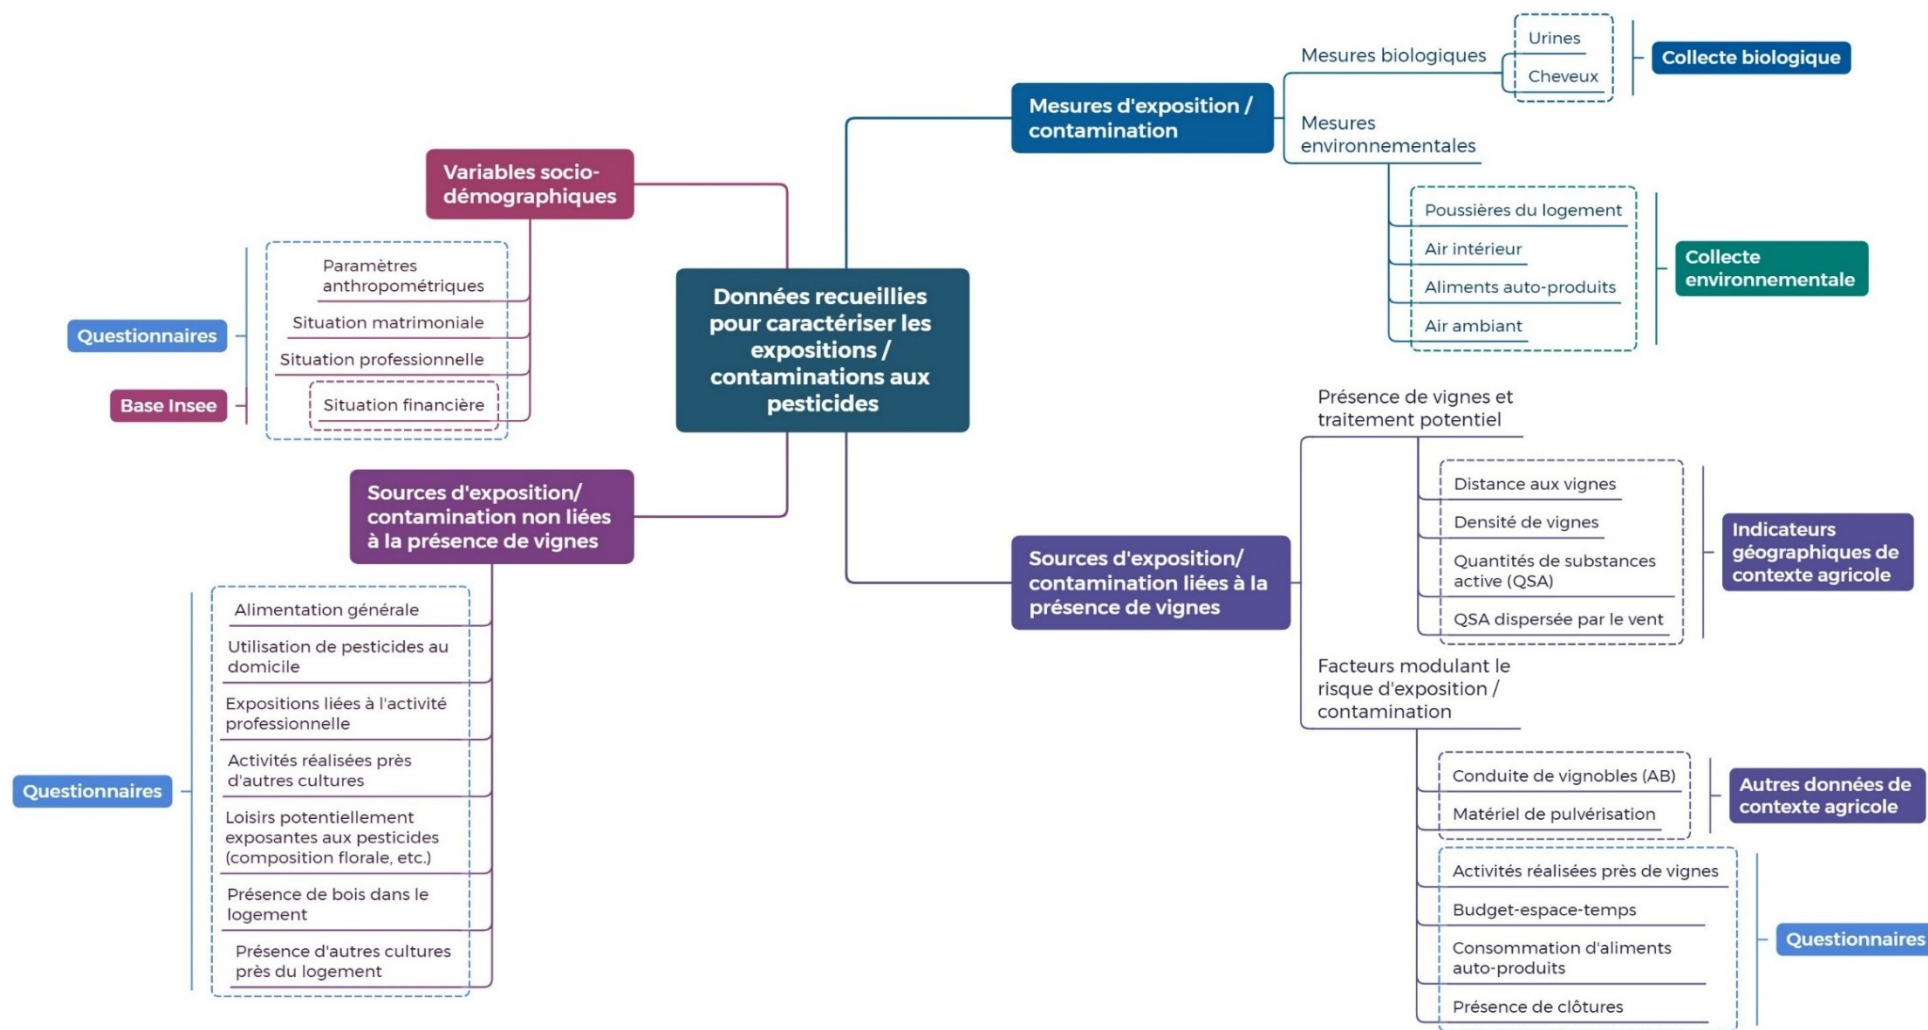 Données recueillies
pour caractériser les
expositions /
contaminations aux
pesticides
Variables socio-
démographiques
Paramètres
anthropométriques
Situation matrimoniale
Situation professionnelle
Situation financière
Questionnaires
Base Insee
Sources d'exposition/
contamination non liées
à la présence de vignes
Alimentation générale
Utilisation de pesticides au
domicile
Expositions liées à l'activité
professionnelle
Activités réalisées près
d'autres cultures
Loisirs potentiellement
exposantes aux pesticides
(composition florale, etc.)
Présence de bois dans le
logement
Présence d'autres cultures
près du logement
Questionnaires
Mesures d'exposition /
contamination
Mesures biologiques
Urines
Cheveux
Collecte biologique
Mesures
environnementales
Poussières du logement
Air intérieur
Aliments auto-produits
Air ambiant
Collecte
environnementale
Sources d'exposition/
contamination liées à la
présence de vignes
Présence de vignes et
traitement potentiel
Distance aux vignes
Densité de vignes
Quantités de substances
active (QSA)
QSA dispersée par le vent
Indicateurs
géographiques de
contexte agricole
Facteurs modulant le
risque d'exposition /
contamination
Conduite de vignobles (AB)
Matériel de pulvérisation
Autres données de
contexte agricole
Activités réalisées près de vignes
Budget-espace-temps
Consommation d'aliments
auto-produits
Présence de clôtures
Questionnaires